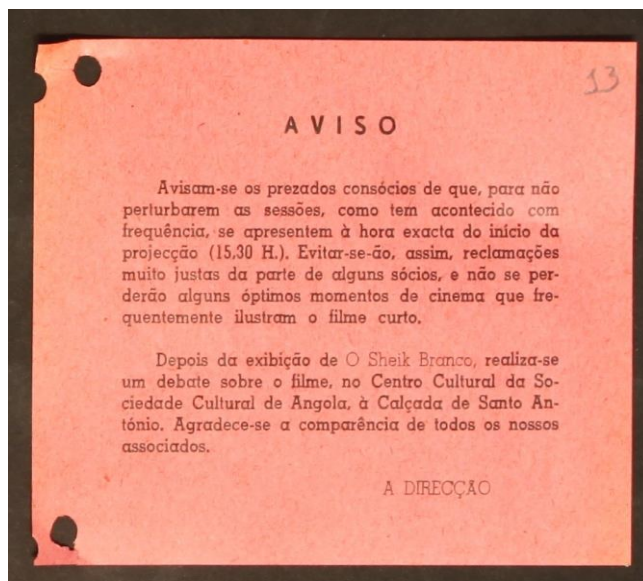 13
AVISO
Avisam-se os prezados consócios de que, para não
perturbarem as sessões, como tem acontecido com
frequência, se apresentem à hora exacta do início da
projecção (15,30 H.). Evitar-se-ão, assim, reclamações
muito justas da parte de alguns sócios, e não se per-
derão alguns óptimos momentos de cinema que fre-
quentemente ilustram o filme curto.
Depois da exibição de O Sheik Branco, realiza-se
um debate sobre o filme, no Centro Cultural da So-
ciedade Cultural de Angola, à Calçada de Santo An-
tónio. Agradece-se a comparência de todos os nossos
associados.
A DIRECÇÃO